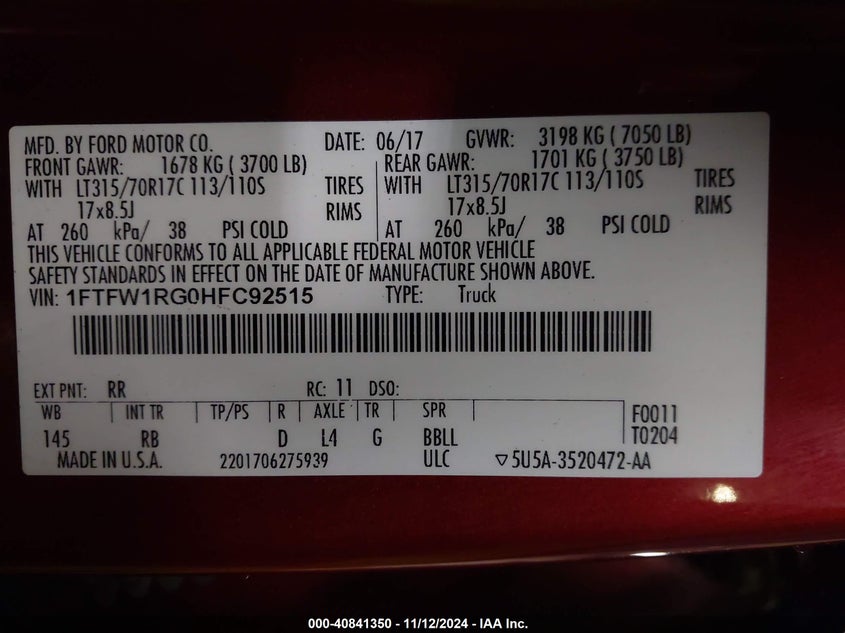 MFD. BY FORD MOTOR CO. DATE: 06/17 GVWR: 3198 KG ( 7050 LB)
FRONT GAWR: 1678 KG ( 3700 LB) REAR GAWR: 1701 KG ( 3750 LB)
WITH LT315/70R17C 113/110S TIRES WITH LT315/70R17C 113/110S TIRES
17x8.5J RIMS 17x8.5J RIMS
AT 260 kPa/ 38 PSI COLD AT 260 kPa/ 38 PSI COLD
THIS VEHICLE CONFORMS TO ALL APPLICABLE FEDERAL MOTOR VEHICLE
SAFETY STANDARDS IN EFFECT ON THE DATE OF MANUFACTURE SHOWN ABOVE.
VIN: 1FTFW1RG0HFC92515 TYPE: Truck
EXT PNT: RR RC: 11 DSO:
WB INT TR TP/PS R AXLE TR SPR F0011
145 RB D L4 G BBLL T0204
MADE IN U.S.A. 2201706275939 ULC ▽5U5A-3520472-AA
000-40841350 - 11/12/2024 - IAA Inc.